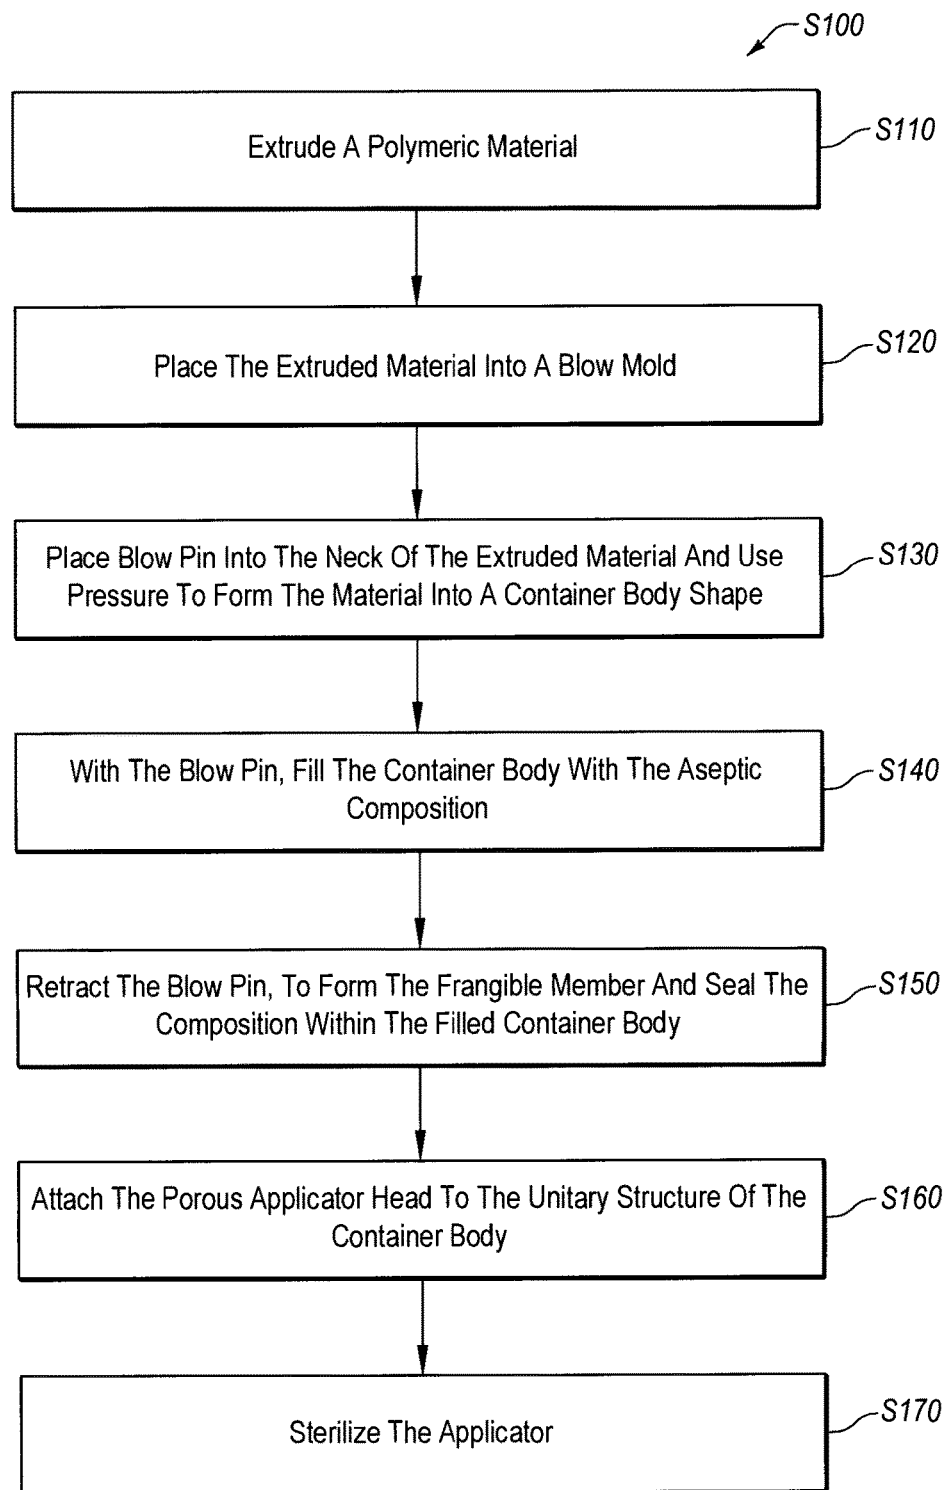 S100
Extrude A Polymeric Material
S110
Place The Extruded Material Into A Blow Mold
S120
Place Blow Pin Into The Neck Of The Extruded Material And Use
Pressure To Form The Material Into A Container Body Shape
S130
With The Blow Pin, Fill The Container Body With The Aseptic
Composition
S140
Retract The Blow Pin, To Form The Frangible Member And Seal The
Composition Within The Filled Container Body
S150
Attach The Porous Applicator Head To The Unitary Structure Of The
Container Body
S160
Sterilize The Applicator
S170